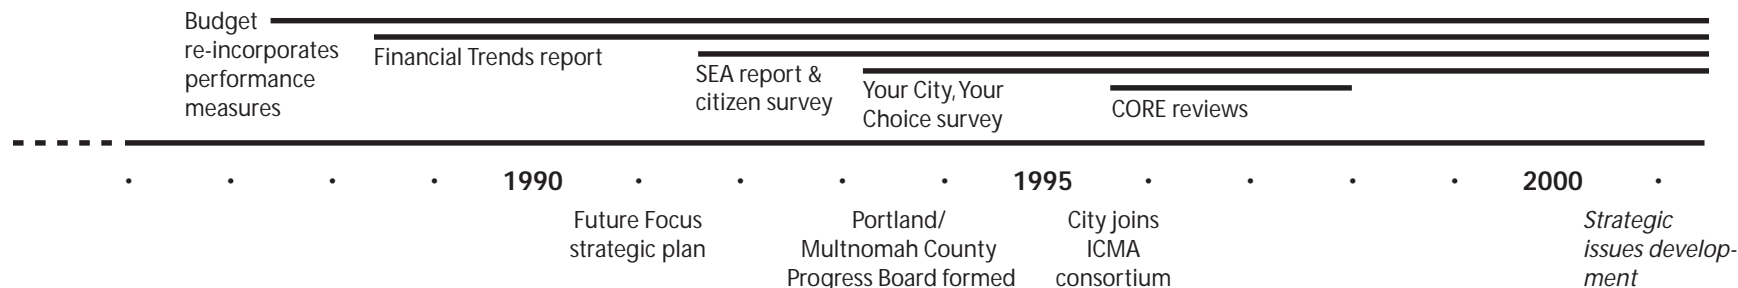 Budget
re-incorporates
performance
measures
Financial Trends report
SEA report &
citizen survey
Your City, Your
Choice survey
CORE reviews
1990
1995
2000
Future Focus
strategic plan
Portland/
Multnomah County
Progress Board formed
City joins
ICMA
consortium
Strategic
issues develop-
ment